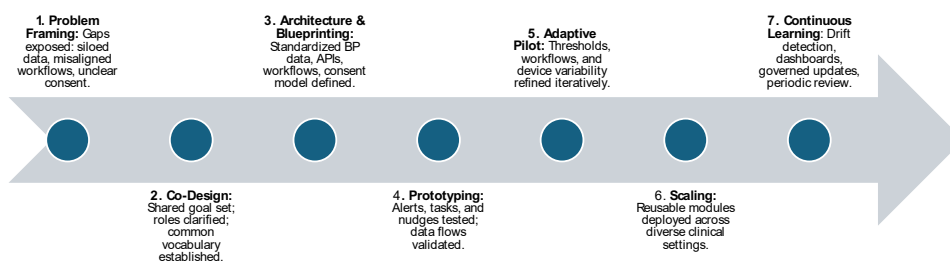 1. Problem
Framing: Gaps
exposed: siloed
data, misaligned
workflows, unclear
consent.
2. Co-Design:
Shared goal set;
roles clarified;
common
vocabulary
established.
3. Architecture &
Blueprinting:
Standardized BP
data, APIs,
workflows, consent
model defined.
4. Prototyping:
Alerts, tasks, and
nudges tested;
data flows
validated.
5. Adaptive
Pilot: Thresholds,
workflows, and
device variability
refined iteratively.
6. Scaling:
Reusable modules
deployed across
diverse clinical
settings.
7. Continuous
Learning: Drift
detection,
dashboards,
governed updates,
periodic review.